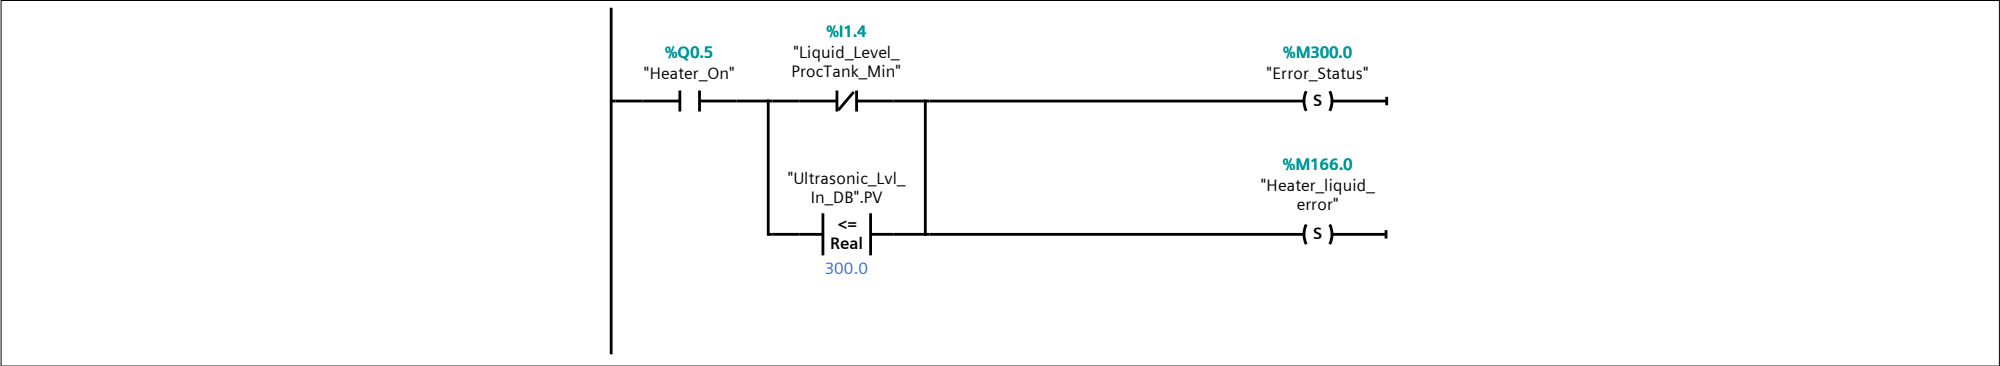 %Q0.5
"Heater_On"
%I1.4
"Liquid_Level_
ProcTank_Min"
%M300.0
"Error_Status"
S
"Ultrasonic_Lvl_
In_DB".PV
<=
Real
300.0
%M166.0
"Heater_liquid_
error"
S